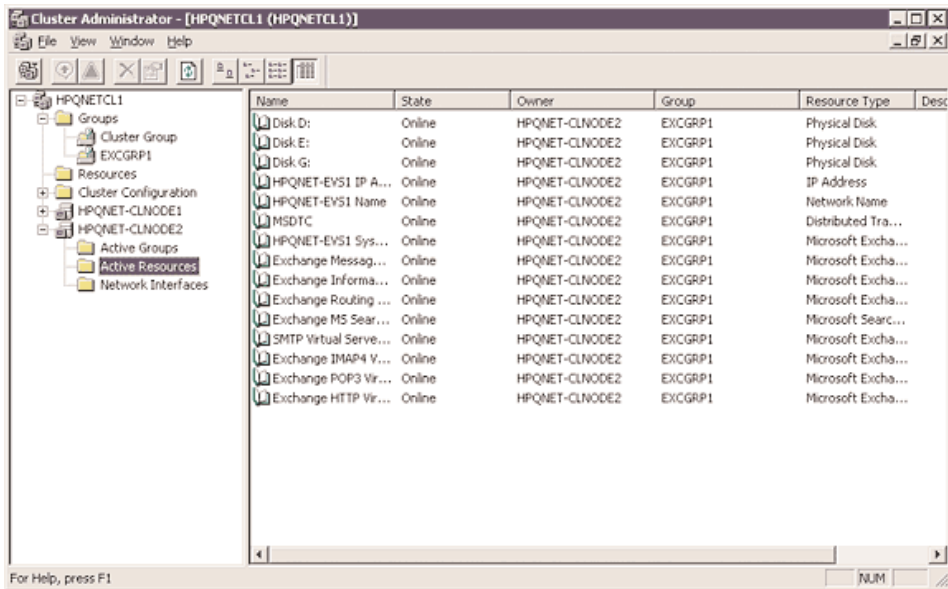 Cluster Administrator - [HPQNETCL1 (HPQNETCL1)]
File View Window Help
HPQNETCL1
Groups
Cluster Group
EXCGRP1
Resources
Cluster Configuration
HPQNET-CLNODE1
HPQNET-CLNODE2
Active Groups
Active Resources
Network Interfaces
Name State Owner Group Resource Type Desc
Disk D: Online HPQNET-CLNODE2 EXCGRP1 Physical Disk
Disk E: Online HPQNET-CLNODE2 EXCGRP1 Physical Disk
Disk G: Online HPQNET-CLNODE2 EXCGRP1 Physical Disk
HPQNET-EVS1 IP A... Online HPQNET-CLNODE2 EXCGRP1 IP Address
HPQNET-EVS1 Name Online HPQNET-CLNODE2 EXCGRP1 Network Name
MSDTC Online HPQNET-CLNODE2 EXCGRP1 Distributed Tra...
HPQNET-EVS1 Sys... Online HPQNET-CLNODE2 EXCGRP1 Microsoft Excha...
Exchange Messag... Online HPQNET-CLNODE2 EXCGRP1 Microsoft Excha...
Exchange Informa... Online HPQNET-CLNODE2 EXCGRP1 Microsoft Excha...
Exchange Routing ... Online HPQNET-CLNODE2 EXCGRP1 Microsoft Excha...
Exchange MS Sear... Online HPQNET-CLNODE2 EXCGRP1 Microsoft Searc...
SMTP Virtual Serve... Online HPQNET-CLNODE2 EXCGRP1 Microsoft Excha...
Exchange IMAP4 V... Online HPQNET-CLNODE2 EXCGRP1 Microsoft Excha...
Exchange POP3 Vir... Online HPQNET-CLNODE2 EXCGRP1 Microsoft Excha...
Exchange HTTP Vir... Online HPQNET-CLNODE2 EXCGRP1 Microsoft Excha...
For Help, press F1 NUM